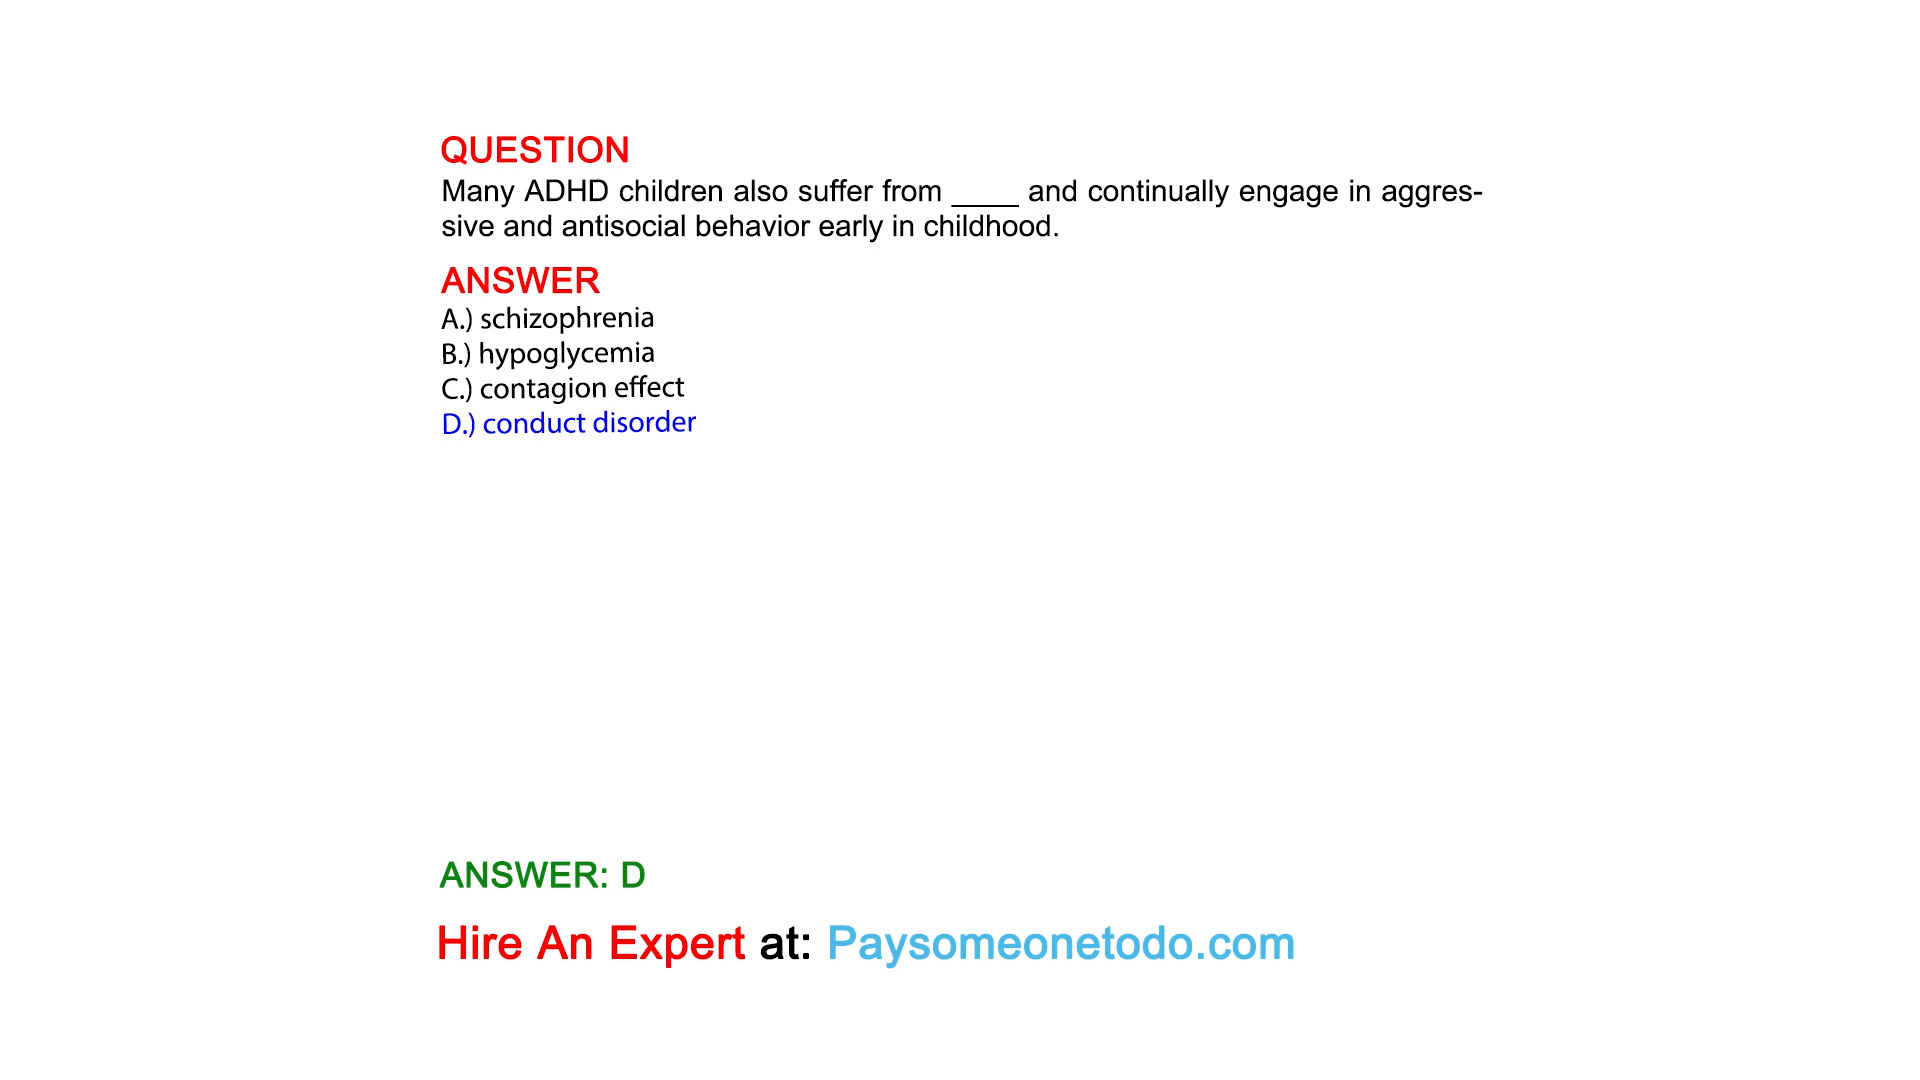 QUESTION
Many ADHD children also suffer from ____ and continually engage in aggres-
sive and antisocial behavior early in childhood.
ANSWER
A.) schizophrenia
B.) hypoglycemia
C.) contagion effect
D.) conduct disorder
ANSWER: D
Hire An Expert at: Paysomeonetodo.com